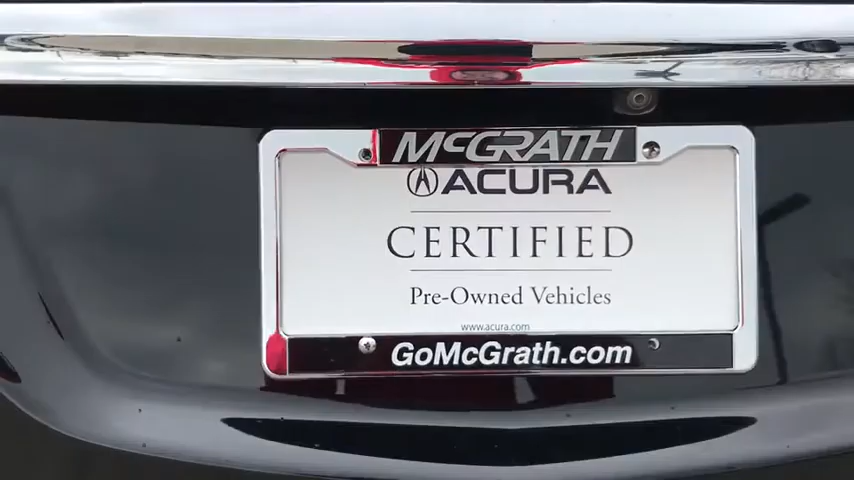 McGRATH
ACURA
CERTIFIED
Pre-Owned Vehicles
www.acura.com
GoMcGrath.com